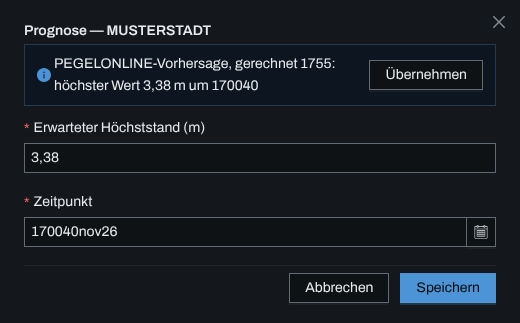 Prognose — MUSTERSTADT
PEGELONLINE-Vorhersage, gerechnet 1755:
höchster Wert 3,38 m um 170040
Übernehmen
* Erwarteter Höchststand (m)
3,38
* Zeitpunkt
170040nov26
Abbrechen
Speichern